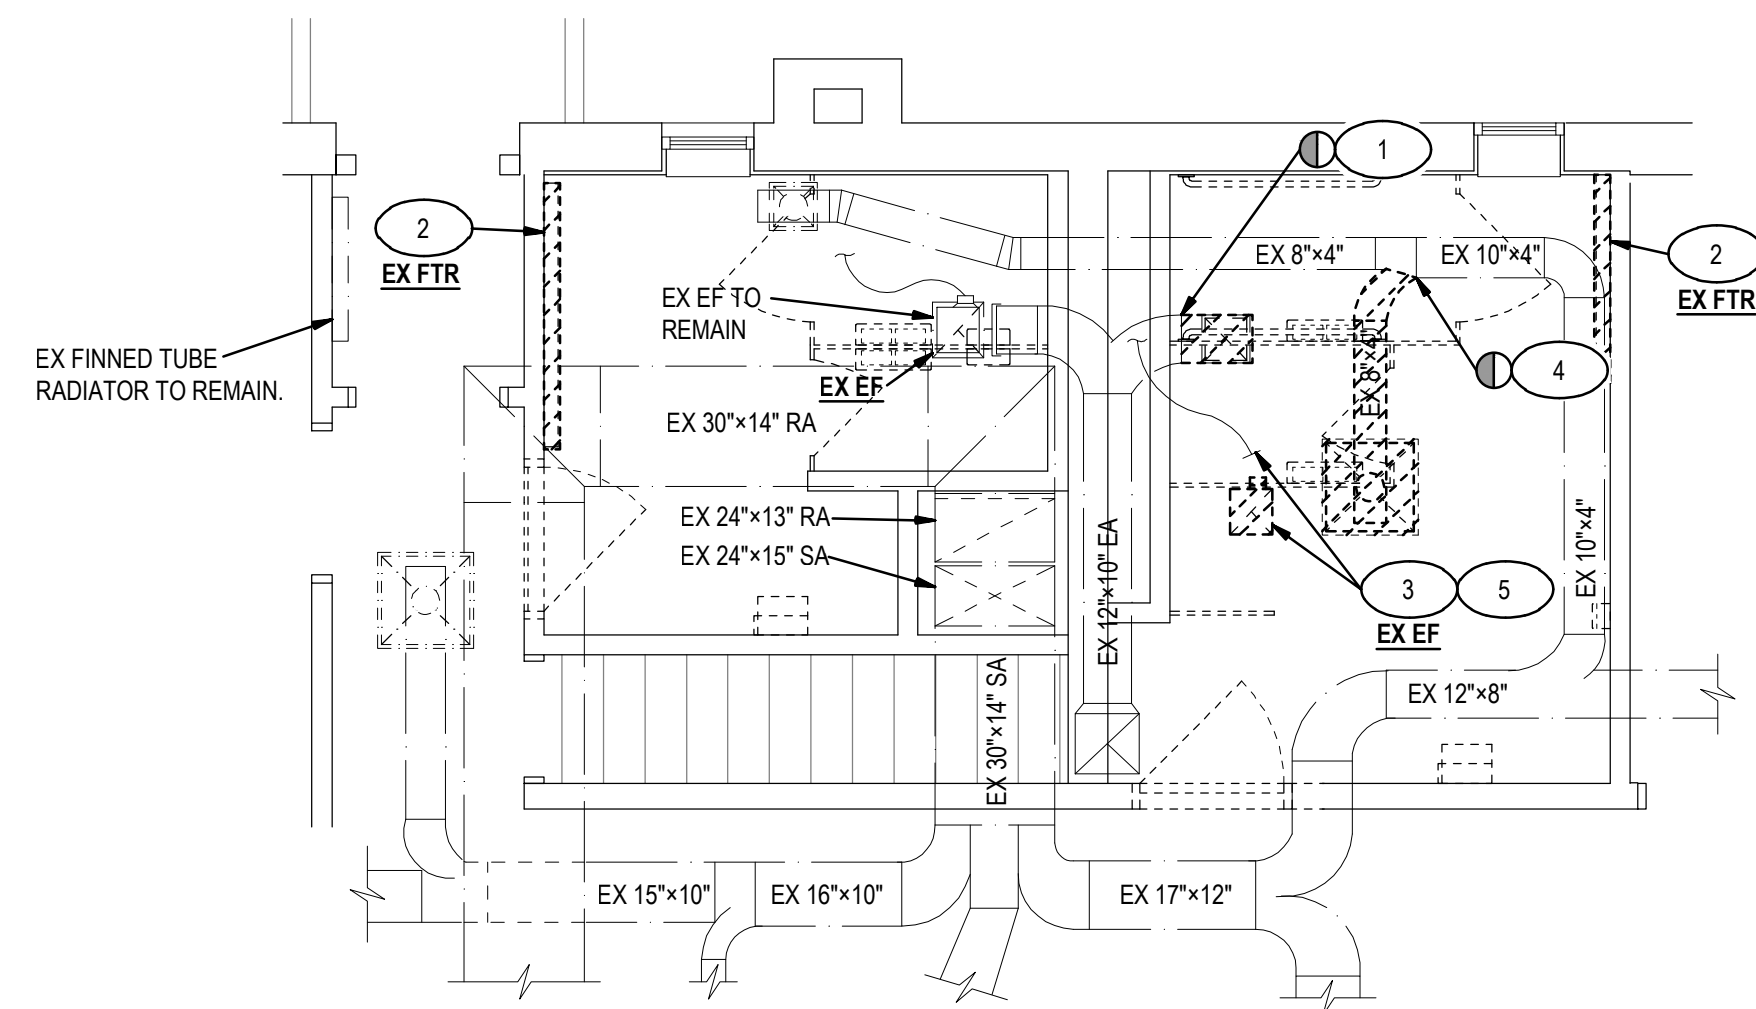 1
2
EX FTR
EX 8"×4"
EX 10"×4"
2
EX FTR
EX EF TO
REMAIN
EX FINNED TUBE
RADIATOR TO REMAIN.
EX EF
EX 8"x4"
4
EX 30"×14" RA
EX 24"×13" RA
EX 24"×15" SA
EX 12"×10" EA
EX 10"×4"
3
5
EX EF
EX 30"×14" SA
EX 12"×8"
EX 15"×10"
EX 16"×10"
EX 17"×12"